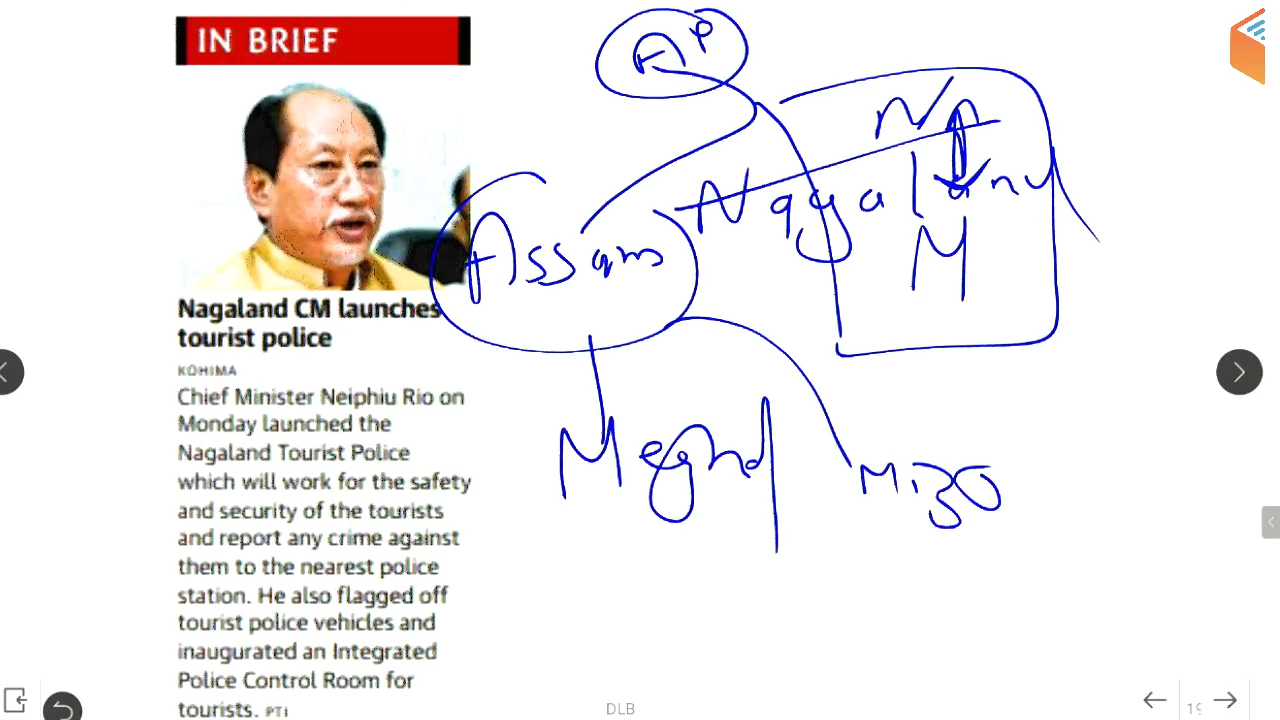 IN BRIEF
Nagaland CM launches
tourist police
KOHIMA
Chief Minister Neiphiu Rio on
Monday launched the
Nagaland Tourist Police
which will work for the safety
and security of the tourists
and report any crime against
them to the nearest police
station. He also flagged off
tourist police vehicles and
inaugurated an Integrated
Police Control Room for
tourists. PTI
AP
Assam
M
Mizo
DLB
19